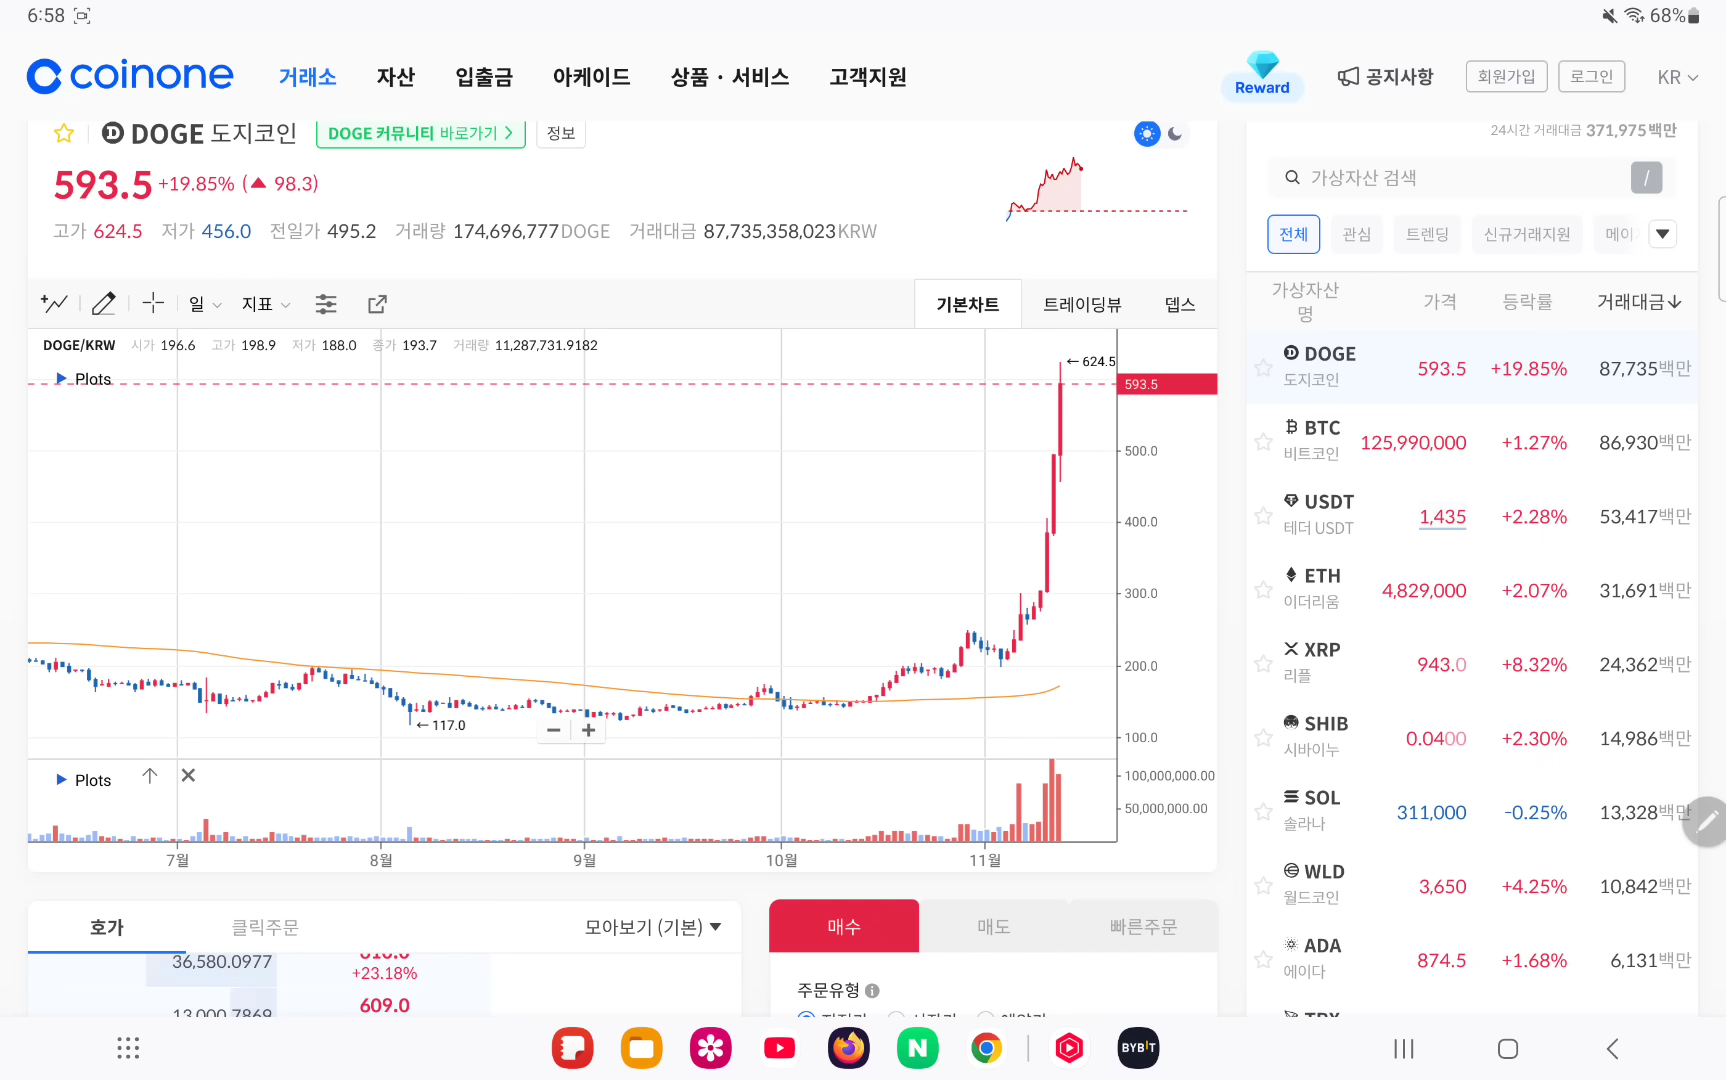 6:58
68%
coinone 거래소 자산 입출금 아케이드 상품 · 서비스 고객지원 Reward 공지사항 회원가입 로그인 KR
DOGE 도지코인 DOGE 커뮤니티 바로가기 정보
593.5 +19.85% (▲ 98.3)
고가 624.5 저가 456.0 전일가 495.2 거래량 174,696,777DOGE 거래대금 87,735,358,023KRW
일 지표 기본차트 트레이딩뷰 뎁스
DOGE/KRW 시가 196.6 고가 198.9 저가 188.0 종가 193.7 거래량 11,287,731.9182
Plots
←624.5
593.5
500.0
400.0
300.0
200.0
100.0
←117.0
− +
Plots ↑ ✕
100,000,000.00
50,000,000.00
7월 8월 9월 10월 11월
호가 클릭주문 모아보기 (기본) ▼
36,580.0977
+23.18%
609.0
13,000.7869
매수 매도 빠른주문
주문유형
24시간 거래대금 371,975백만
가상자산 검색 /
전체 관심 트렌딩 신규거래지원 메이 ▼
가상자산명 가격 등락률 거래대금↓
DOGE 593.5 +19.85% 87,735백만
도지코인
BTC 125,990,000 +1.27% 86,930백만
비트코인
USDT 1,435 +2.28% 53,417백만
테더 USDT
ETH 4,829,000 +2.07% 31,691백만
이더리움
XRP 943.0 +8.32% 24,362백만
리플
SHIB 0.0400 +2.30% 14,986백만
시바이누
SOL 311,000 -0.25% 13,328백만
솔라나
WLD 3,650 +4.25% 10,842백만
월드코인
ADA 874.5 +1.68% 6,131백만
에이다
N
BYBIT